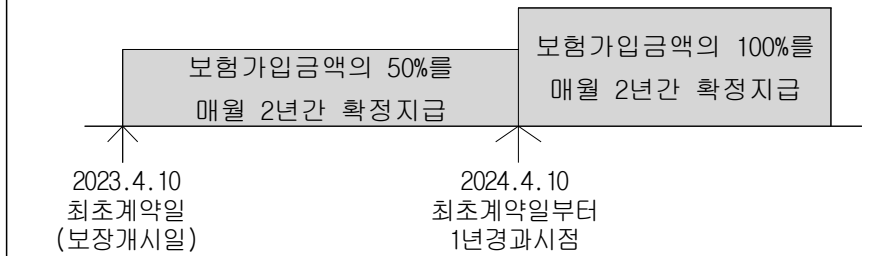 보험가입금액의 50%를
매월 2년간 확정지급
보험가입금액의 100%를
매월 2년간 확정지급
2023.4.10
최초계약일
(보장개시일)
2024.4.10
최초계약일부터
1년경과시점